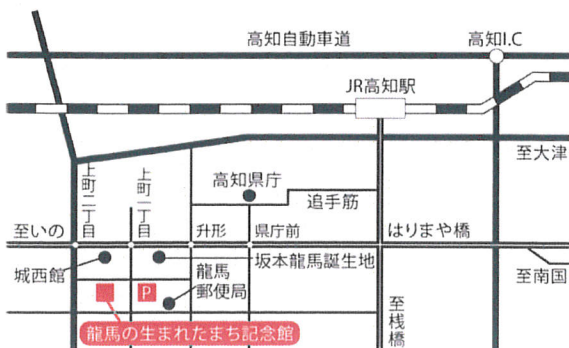 高知自動車道
高知I.C
JR高知駅
至大津
上町二丁目
上町一丁目
高知県庁
追手筋
至いの
升形
県庁前
はりまや橋
城西館
坂本龍馬誕生地
龍馬
郵便局
至南国
P
至桟橋
龍馬の生まれたまち記念館